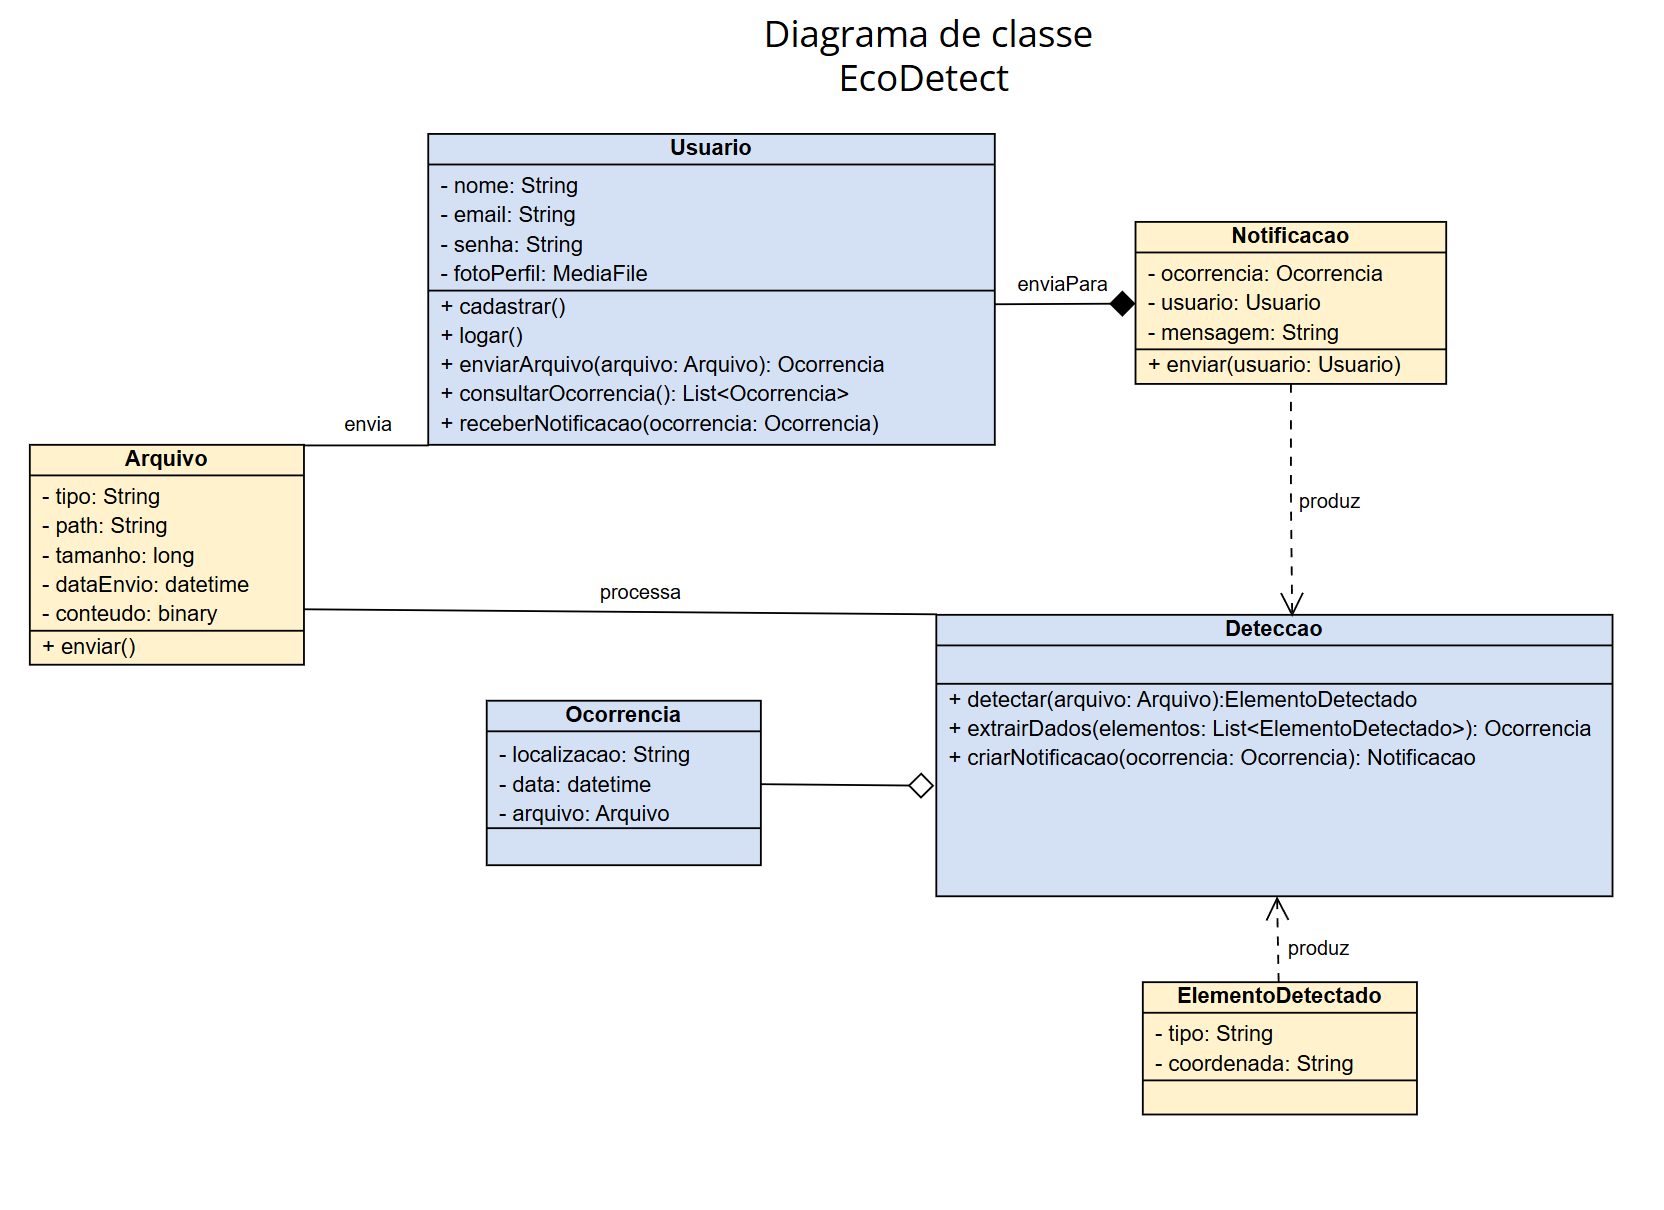 Diagrama de classe
EcoDetect
Usuario
- nome: String
- email: String
- senha: String
- fotoPerfil: MediaFile
+ cadastrar()
+ logar()
+ enviarArquivo(arquivo: Arquivo): Ocorrencia
+ consultarOcorrencia(): List<Ocorrencia>
+ receberNotificacao(ocorrencia: Ocorrencia)
enviaPara
Notificacao
- ocorrencia: Ocorrencia
- usuario: Usuario
- mensagem: String
+ enviar(usuario: Usuario)
envia
Arquivo
- tipo: String
- path: String
- tamanho: long
- dataEnvio: datetime
- conteudo: binary
+ enviar()
produz
processa
Deteccao
+ detectar(arquivo: Arquivo):ElementoDetectado
+ extrairDados(elementos: List<ElementoDetectado>): Ocorrencia
+ criarNotificacao(ocorrencia: Ocorrencia): Notificacao
Ocorrencia
- localizacao: String
- data: datetime
- arquivo: Arquivo
produz
ElementoDetectado
- tipo: String
- coordenada: String